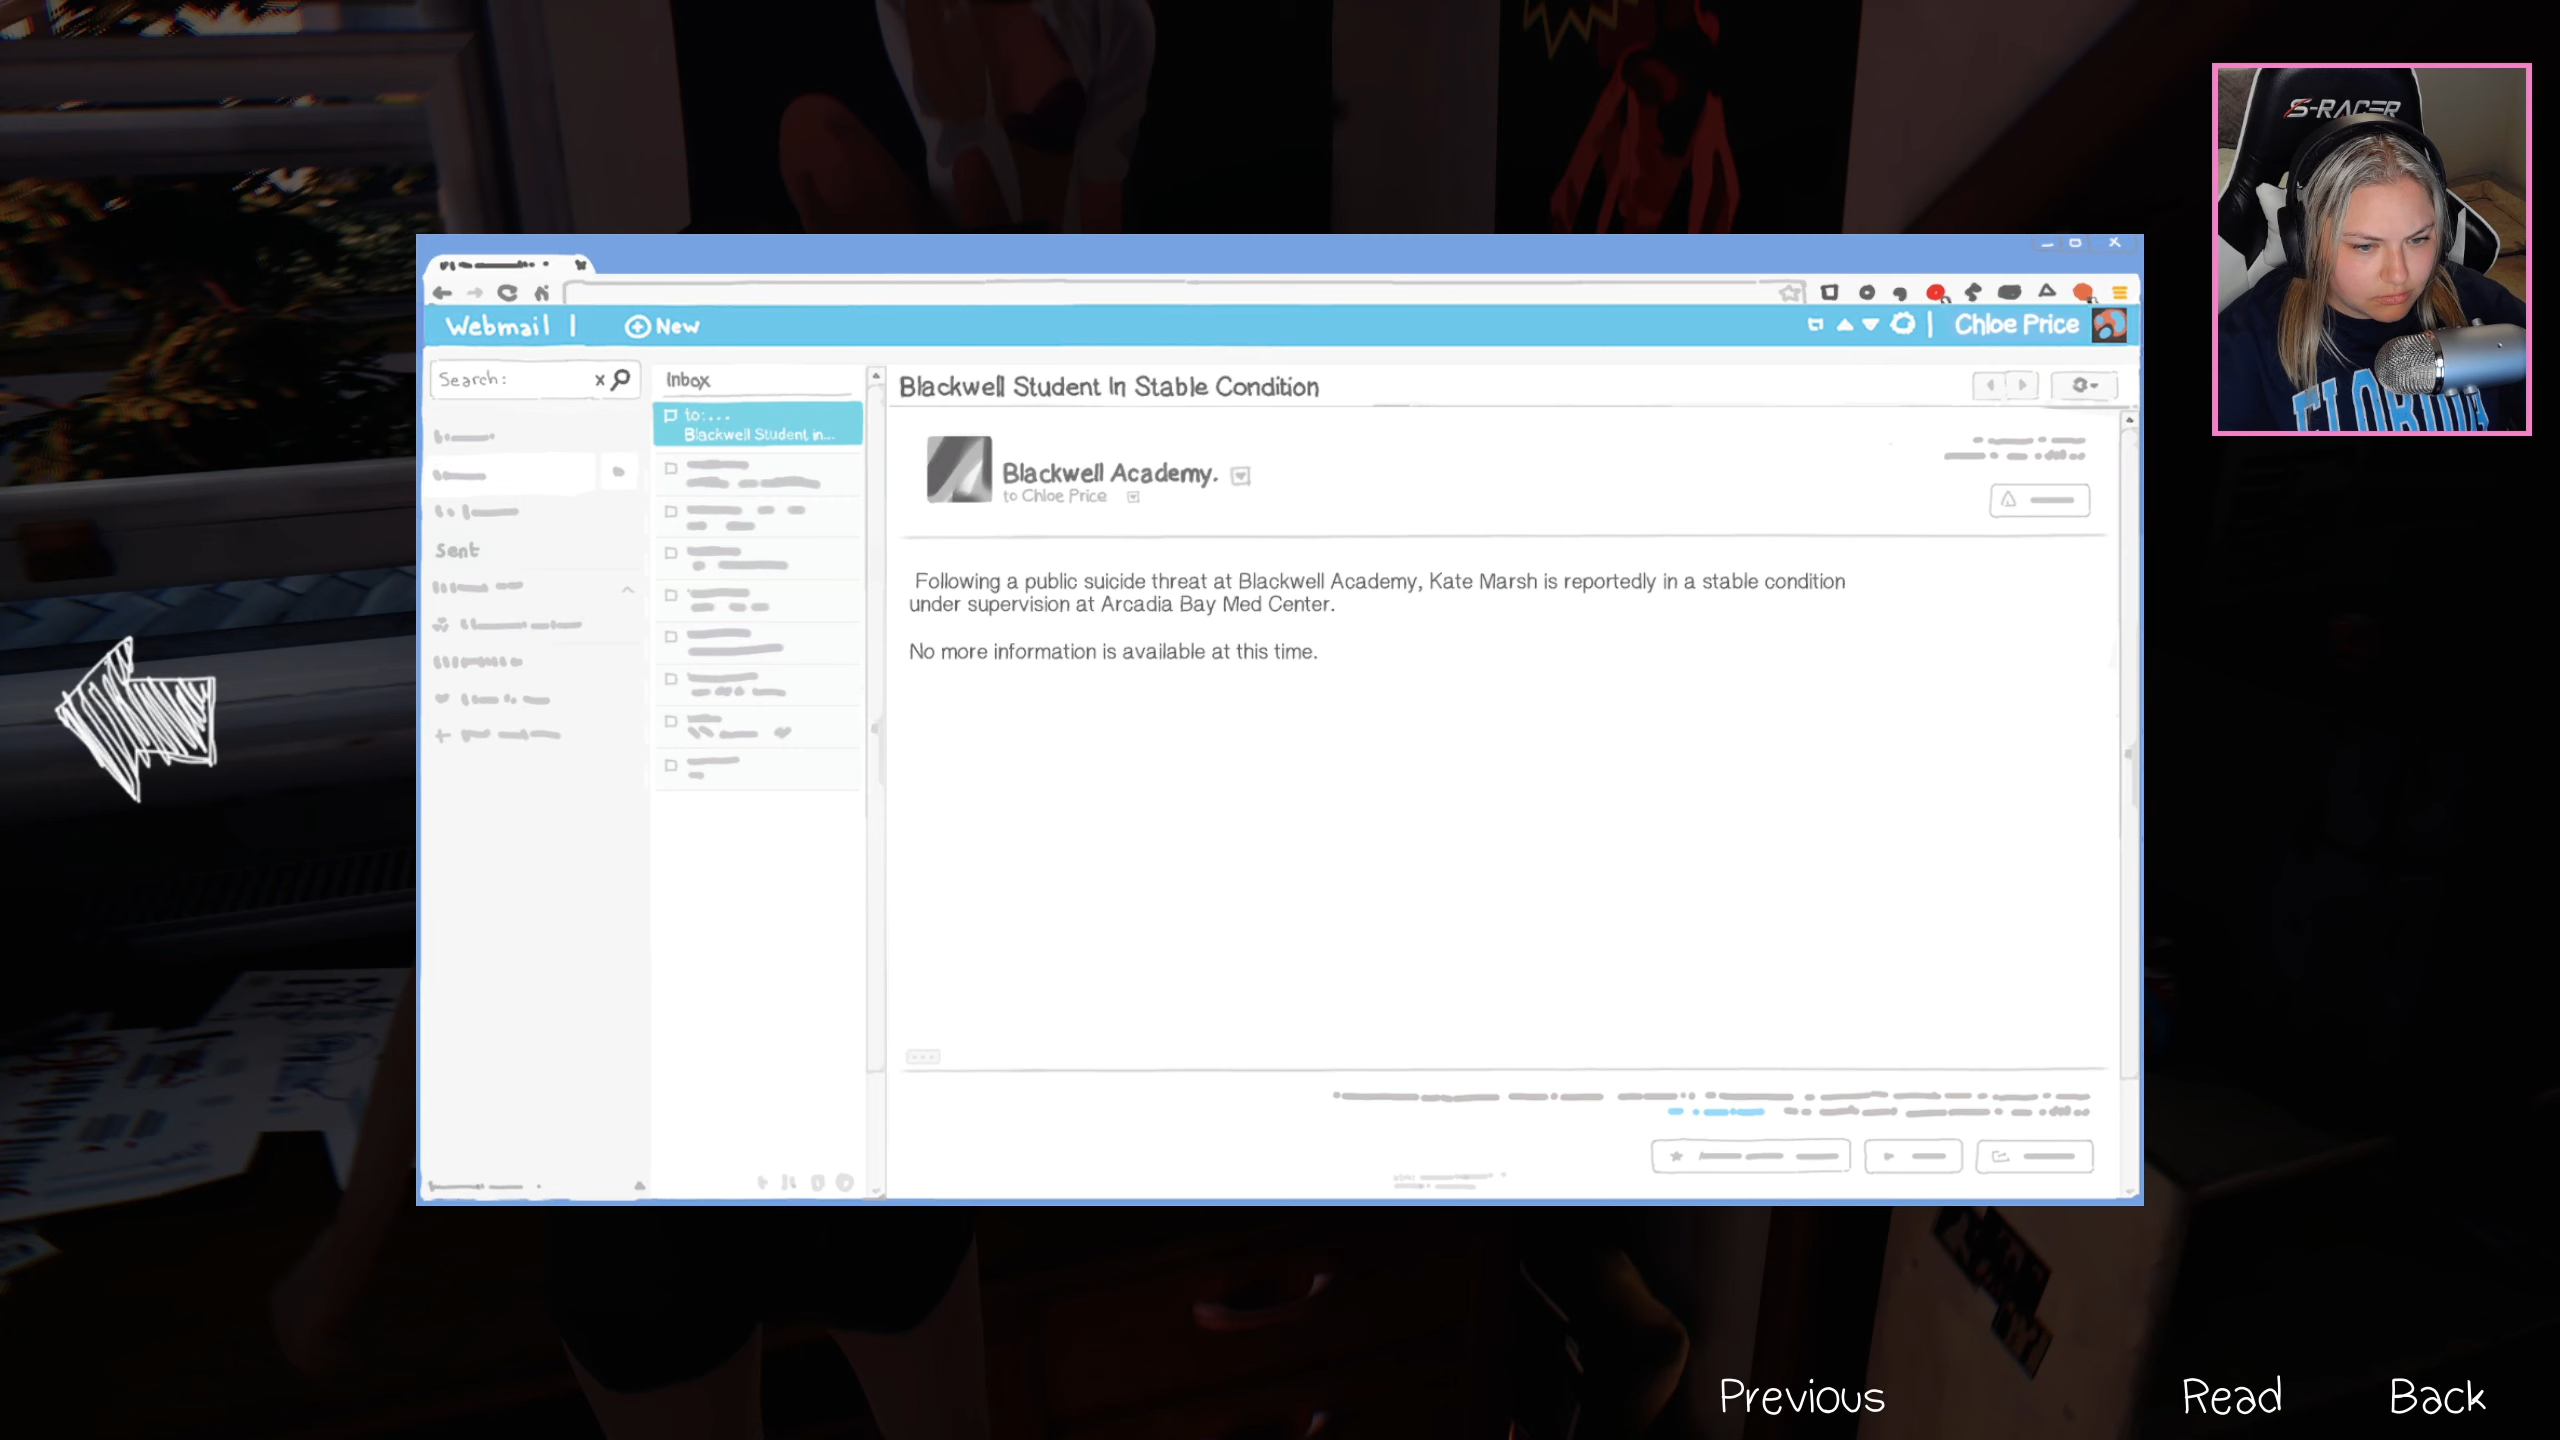 S-RACER
FLORIDA
Webmail |
New
Chloe Price
Search:
x
Inbox
Blackwell Student In Stable Condition
to:...
Blackwell Student in...
Blackwell Academy.
to Chloe Price
Sent
Following a public suicide threat at Blackwell Academy, Kate Marsh is reportedly in a stable condition
under supervision at Arcadia Bay Med Center.
No more information is available at this time.
Previous
Read
Back